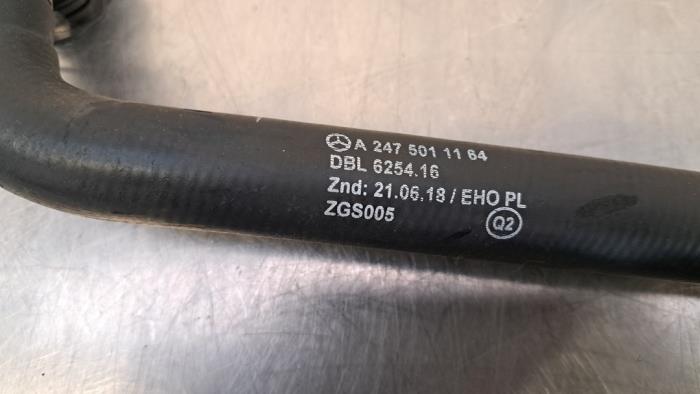 A 247 501 11 64
DBL 6254.16
Znd: 21.06.18 / EHO PL
ZGS005
Q2